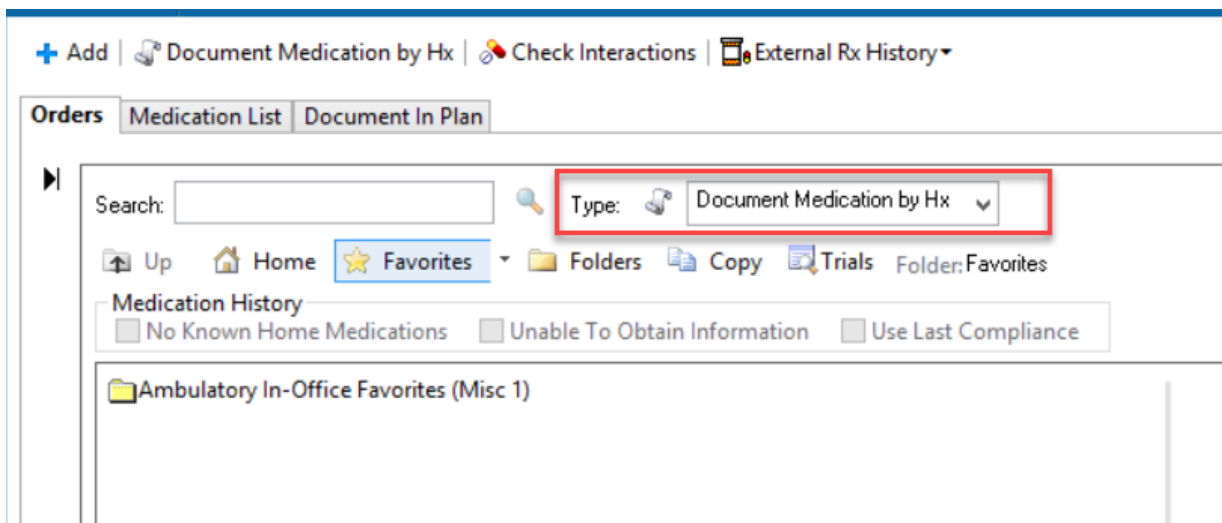 Add | Document Medication by Hx | Check Interactions | External Rx History
Orders Medication List Document In Plan
Search: Type: Document Medication by Hx
Up Home Favorites Folders Copy Trials Folder: Favorites
Medication History
No Known Home Medications Unable To Obtain Information Use Last Compliance
Ambulatory In-Office Favorites (Misc 1)